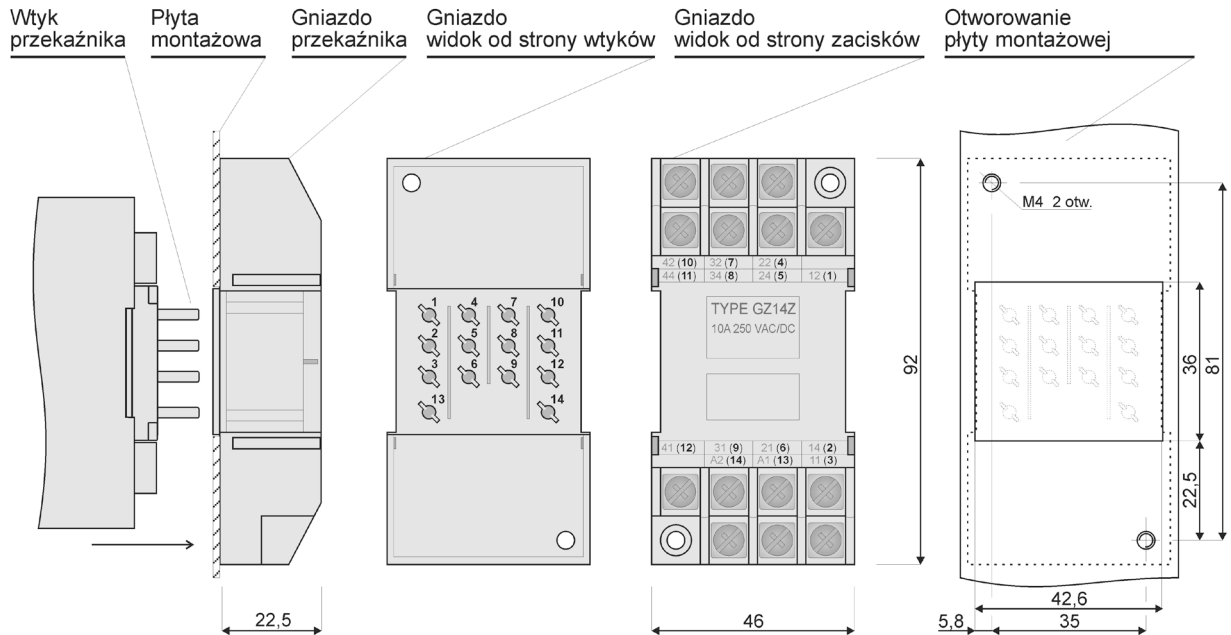 Wtyk
przekaźnika
Płyta
montażowa
Gniazdo
przekaźnika
Gniazdo
widok od strony wtyków
Gniazdo
widok od strony zacisków
Otworowanie
płyty montażowej
M4 2 otw.
42 (10) 32 (7) 22 (4)
44 (11) 34 (8) 24 (5) 12 (1)
1 4 7 10
2 5 8 11
3 6 9 12
13 14
TYPE GZ14Z
10A 250 VAC/DC
92
36
81
41 (12) 31 (9) 21 (6) 14 (2)
A2 (14) A1 (13) 11 (3)
22,5
22,5
46
42,6
5,8
35